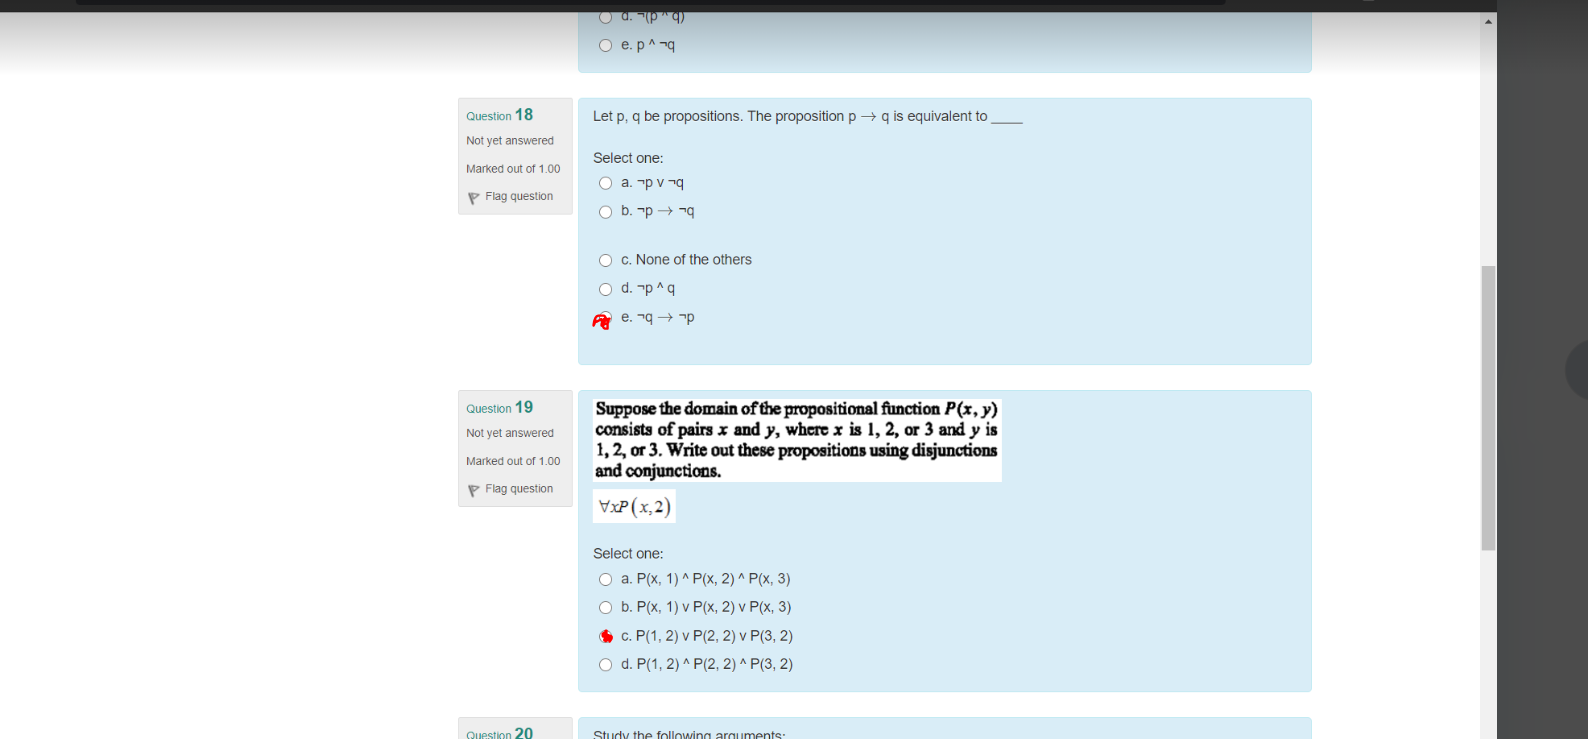 d. ¬(p ^ q)
e. p ^ ¬q
Question 18
Not yet answered
Marked out of 1.00
Flag question
Let p, q be propositions. The proposition p → q is equivalent to ____
Select one:
a. ¬p v ¬q
b. ¬p → ¬q
c. None of the others
d. ¬p ^ q
e. ¬q → ¬p
Question 19
Not yet answered
Marked out of 1.00
Flag question
Suppose the domain of the propositional function P(x, y)
consists of pairs x and y, where x is 1, 2, or 3 and y is
1, 2, or 3. Write out these propositions using disjunctions
and conjunctions.
∀xP(x,2)
Select one:
a. P(x, 1) ^ P(x, 2) ^ P(x, 3)
b. P(x, 1) v P(x, 2) v P(x, 3)
c. P(1, 2) v P(2, 2) v P(3, 2)
d. P(1, 2) ^ P(2, 2) ^ P(3, 2)
Question 20
Study the following arguments: